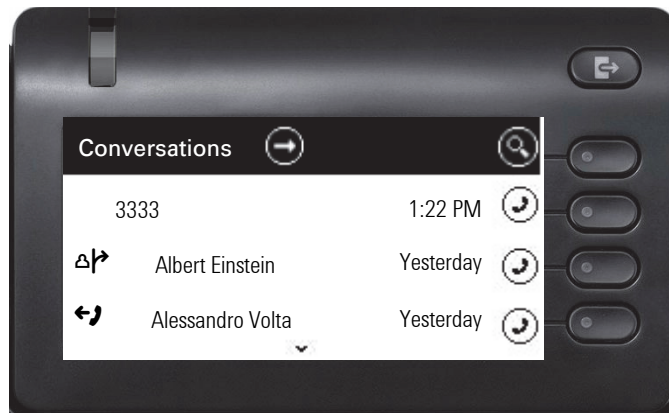 Conversations
3333 1:22 PM
Albert Einstein Yesterday
Alessandro Volta Yesterday